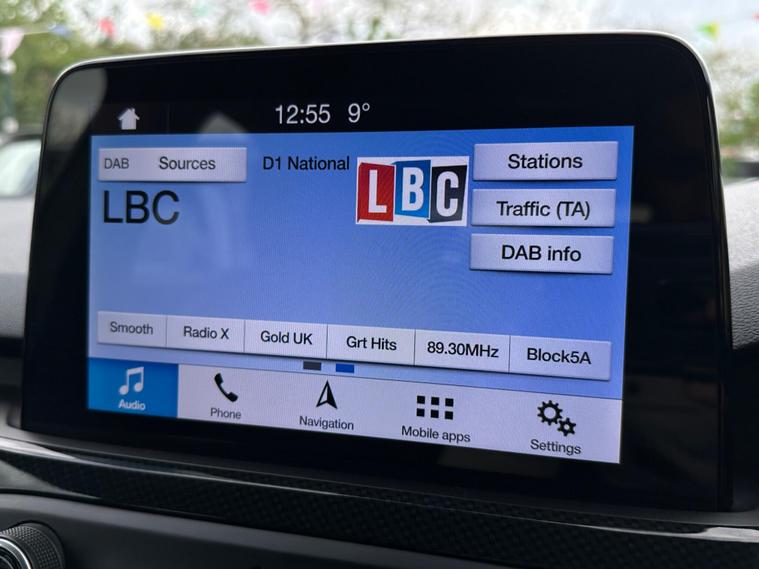 12:55 9°
DAB Sources
D1 National
LBC
Stations
LBC
Traffic (TA)
DAB info
Smooth
Radio X
Gold UK
Grt Hits
89.30MHz
Block5A
Audio
Phone
Navigation
Mobile apps
Settings